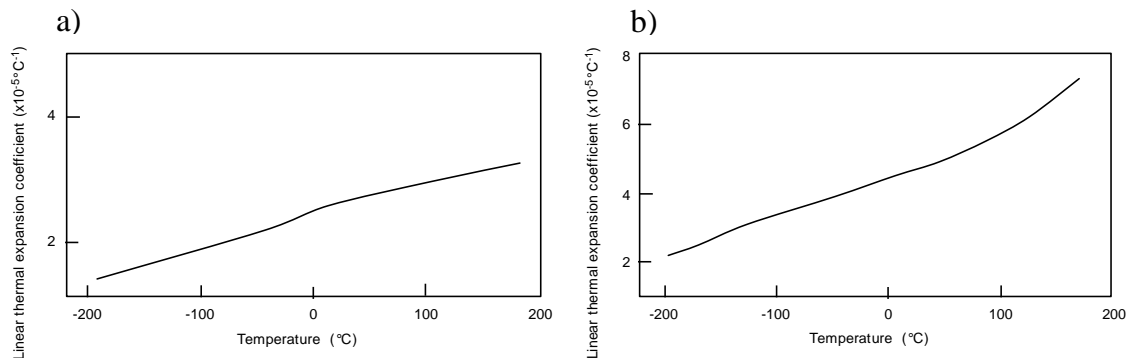 a)
Linear thermal expansion coefficient (x10⁻⁵°C⁻¹)
4
2
-200
-100
0
100
200
Temperature (°C)
b)
Linear thermal expansion coefficient (x10⁻⁵°C⁻¹)
8
6
4
2
-200
-100
0
100
200
Temperature (°C)